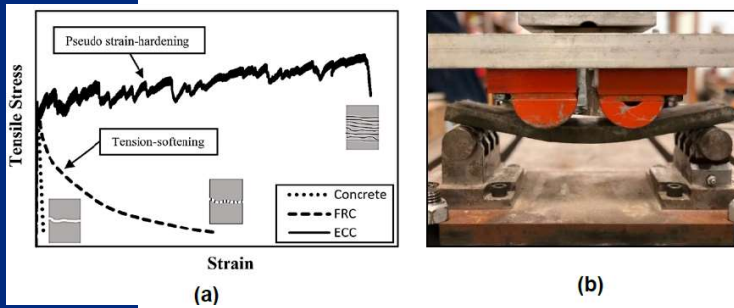 Pseudo strain-hardening
Tension-softening
Tensile Stress
Concrete
FRC
ECC
Strain
(a)
(b)